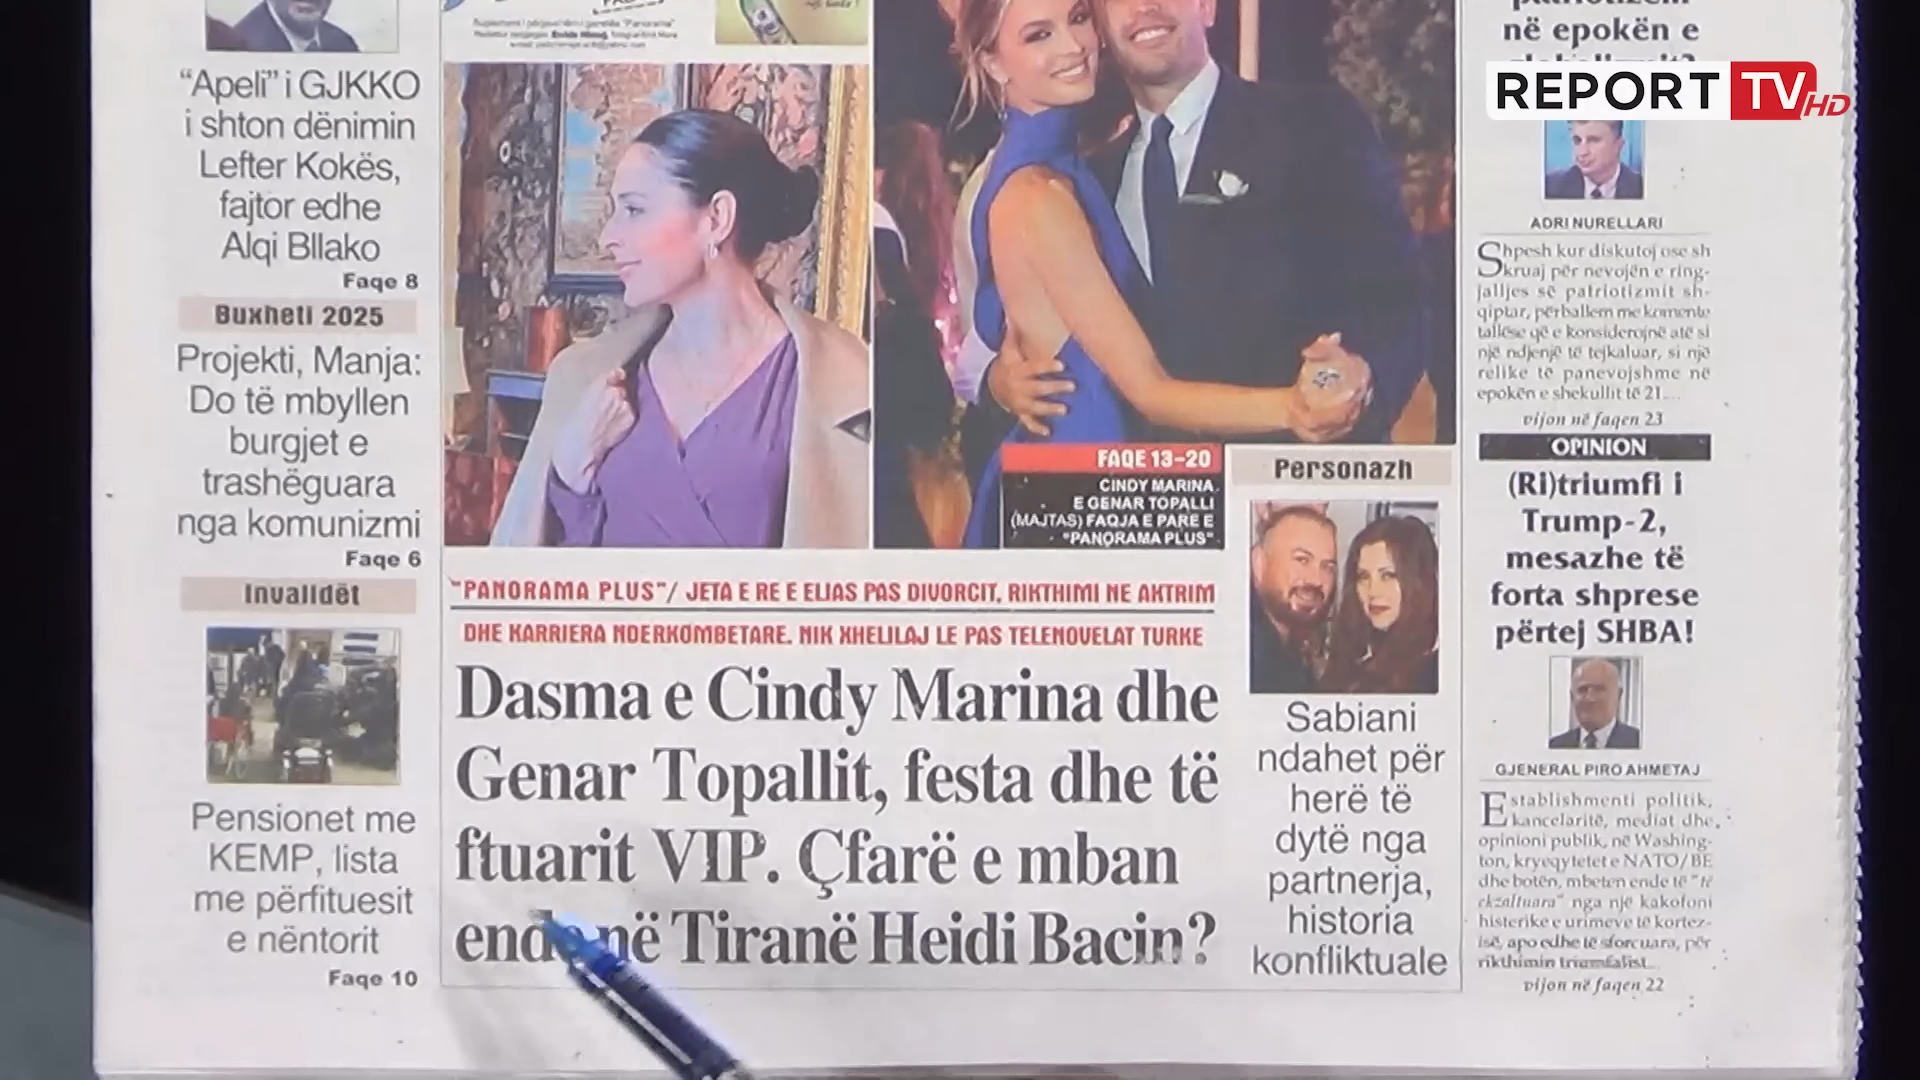 "Apeli" i GJKKO
i shton dënimin
Lefter Kokës,
fajtor edhe
Alqi Bllako
Faqe 8
Buxheti 2025
Projekti, Manja:
Do të mbyllen
burgjet e
trashëguara
nga komunizmi
Faqe 6
Invalidët
Pensionet me
KEMP, lista
me përfituesit
e nëntorit
Faqe 10
FAQE 13-20
CINDY MARINA
E GENAR TOPALLI
(MAJTAS) FAQJA E PARE E
"PANORAMA PLUS"
"PANORAMA PLUS"/ JETA E RE E ELIAS PAS DIVORCIT, RIKTHIMI NE AKTRIM
DHE KARRIERA NDERKOMBETARE. NIK XHELILAJ LE PAS TELENOVELAT TURKE
Dasma e Cindy Marina dhe
Genar Topallit, festa dhe të
ftuarit VIP. Çfarë e mban
ende në Tiranë Heidi Bacin?
Personazh
Sabiani
ndahet për
herë të
dytë nga
partnerja,
historia
konfliktuale
në epokën e
REPORT TV HD
ADRI NURELLARI
Shpesh kur diskutoj ose sh
kruaj për nevojën e ring-
jalljes së patriotizmit sh-
qiptar, përballem me komente
tallëse që e konsiderojnë atë si
një ndjenjë të tejkaluar, si një
relike të panevojshme në
epokën e shekullit të 21...
vijon në faqen 23
OPINION
(Ri)triumfi i
Trump-2,
mesazhe të
forta shprese
përtej SHBA!
GJENERAL PIRO AHMETAJ
Establishmenti politik,
kancelaritë, mediat dhe
opinioni publik, në Washing-
ton, kryeqytetet e NATO/BE
dhe botën, mbeten ende të "të
ekzaltuara" nga një kakofoni
histerike e urimeve të kortez-
isë, apo edhe të sforcuara, për
rikthimin triumfalist...
vijon në faqen 22